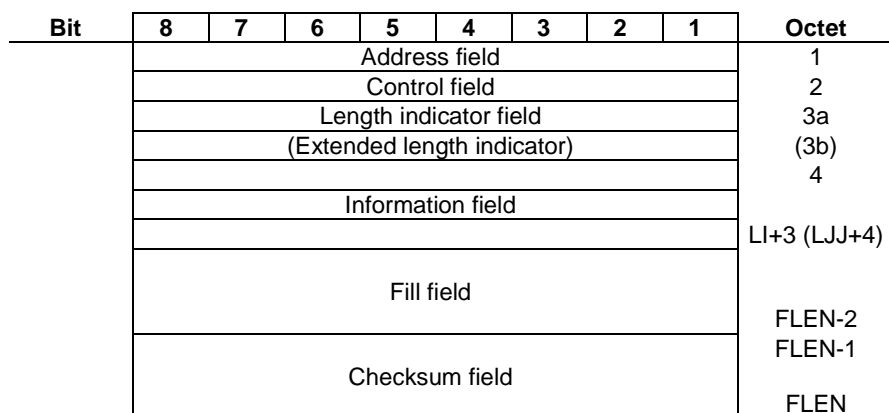 Bit 8 7 6 5 4 3 2 1 Octet
Address field 1
Control field 2
Length indicator field 3a
(Extended length indicator) (3b)
4
Information field
LI+3 (LJJ+4)
Fill field
FLEN-2
FLEN-1
Checksum field
FLEN